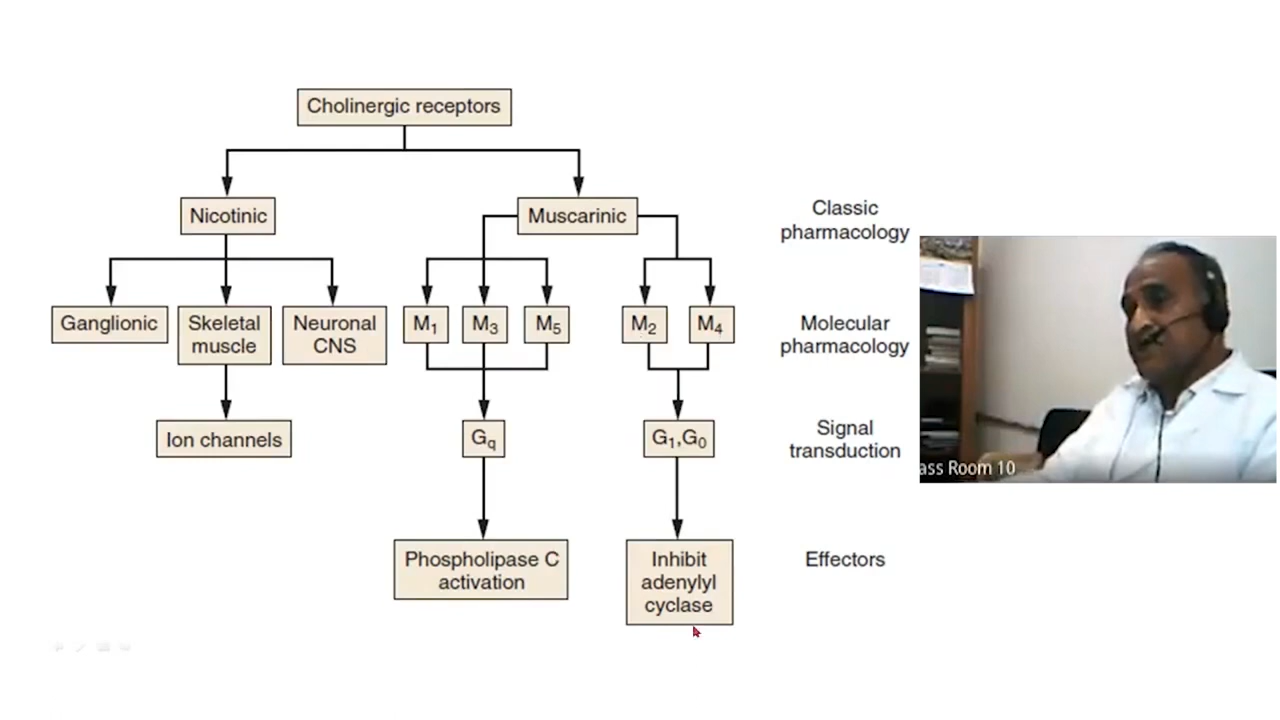 Cholinergic receptors
Nicotinic
Muscarinic
Classic
pharmacology
Ganglionic
Skeletal
muscle
Neuronal
CNS
M₁
M₃
M₅
M₂
M₄
Molecular
pharmacology
Ion channels
Gq
G₁,G₀
Signal
transduction
Phospholipase C
activation
Inhibit
adenylyl
cyclase
Effectors
ass Room 10